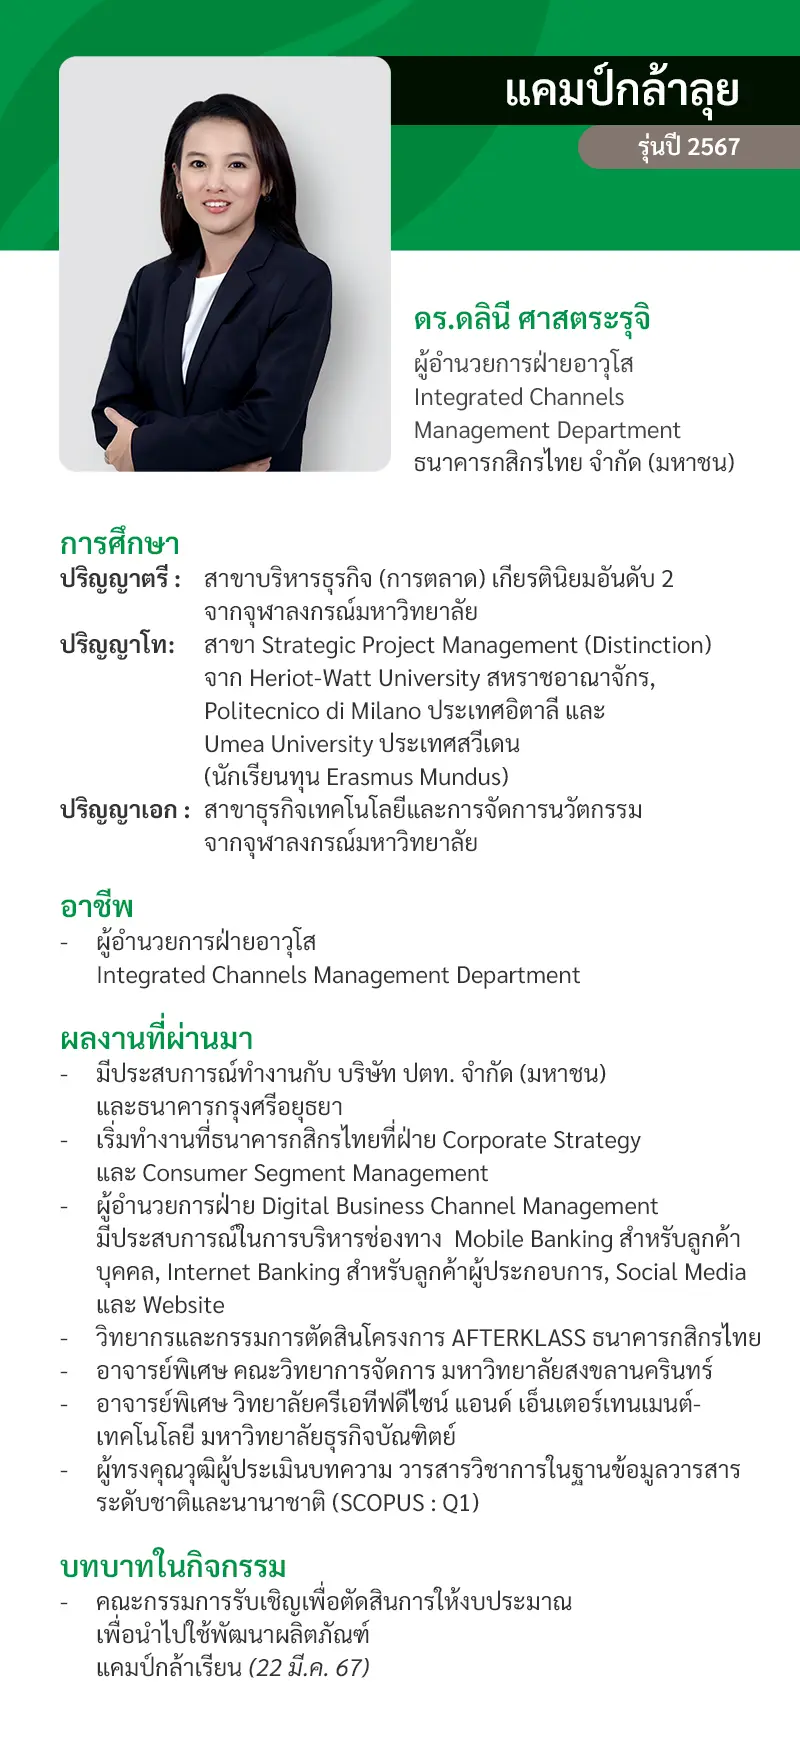 แคมป์กล้าลุย
รุ่นปี 2567
ดร.ดลินี ศาสตระรุจิ
ผู้อำนวยการฝ่ายอาวุโส
Integrated Channels
Management Department
ธนาคารกสิกรไทย จำกัด (มหาชน)
การศึกษา
ปริญญาตรี : สาขาบริหารธุรกิจ (การตลาด) เกียรตินิยมอันดับ 2
จากจุฬาลงกรณ์มหาวิทยาลัย
ปริญญาโท: สาขา Strategic Project Management (Distinction)
จาก Heriot-Watt University สหราชอาณาจักร,
Politecnico di Milano ประเทศอิตาลี และ
Umea University ประเทศสวีเดน
(นักเรียนทุน Erasmus Mundus)
ปริญญาเอก : สาขาธุรกิจเทคโนโลยีและการจัดการนวัตกรรม
จากจุฬาลงกรณ์มหาวิทยาลัย
อาชีพ
- ผู้อำนวยการฝ่ายอาวุโส
Integrated Channels Management Department
ผลงานที่ผ่านมา
- มีประสบการณ์ทำงานกับ บริษัท ปตท. จำกัด (มหาชน)
และธนาคารกรุงศรีอยุธยา
- เริ่มทำงานที่ธนาคารกสิกรไทยที่ฝ่าย Corporate Strategy
และ Consumer Segment Management
- ผู้อำนวยการฝ่าย Digital Business Channel Management
มีประสบการณ์ในการบริหารช่องทาง Mobile Banking สำหรับลูกค้า
บุคคล, Internet Banking สำหรับลูกค้าผู้ประกอบการ, Social Media
และ Website
- วิทยากรและกรรมการตัดสินโครงการ AFTERKLASS ธนาคารกสิกรไทย
- อาจารย์พิเศษ คณะวิทยาการจัดการ มหาวิทยาลัยสงขลานครินทร์
- อาจารย์พิเศษ วิทยาลัยครีเอทีฟดีไซน์ แอนด์ เอ็นเตอร์เทนเมนต์-
เทคโนโลยี มหาวิทยาลัยธุรกิจบัณฑิตย์
- ผู้ทรงคุณวุฒิผู้ประเมินบทความ วารสารวิชาการในฐานข้อมูลวารสาร
ระดับชาติและนานาชาติ (SCOPUS : Q1)
บทบาทในกิจกรรม
- คณะกรรมการรับเชิญเพื่อตัดสินการให้งบประมาณ
เพื่อนำไปใช้พัฒนาผลิตภัณฑ์
แคมป์กล้าเรียน (22 มี.ค. 67)